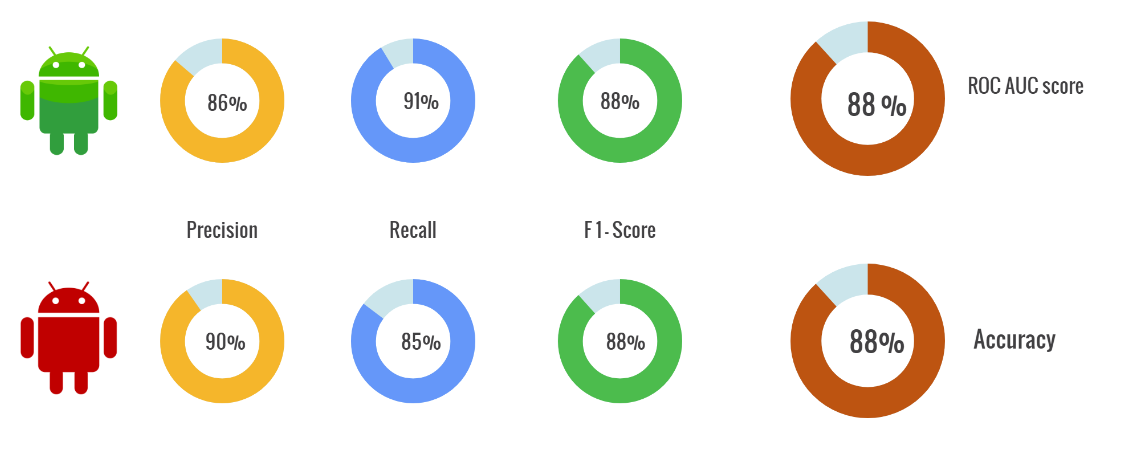 86%
91%
88%
88 %
ROC AUC score
Precision
Recall
F1-Score
90%
85%
88%
88%
Accuracy